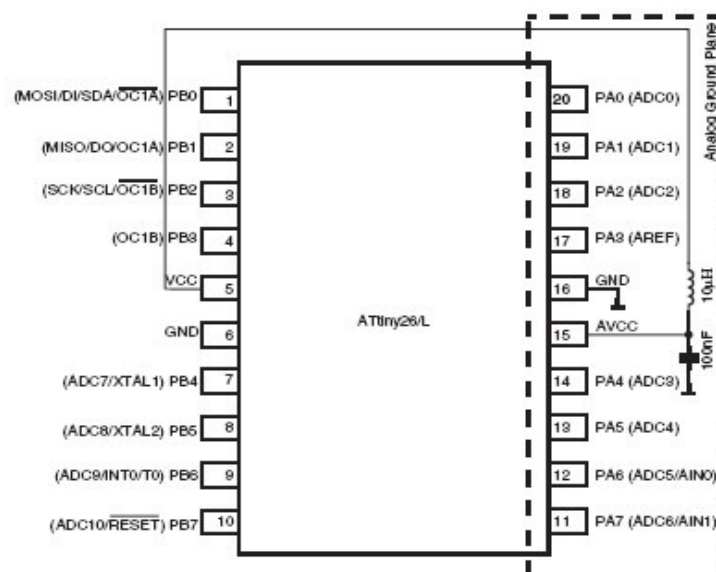 (MOSI/DI/SDA/OC1A) PB0 1
(MISO/DO/OC1A) PB1 2
(SCK/SCL/OC1B) PB2 3
(OC1B) PB3 4
VCC 5
GND 6
(ADC7/XTAL1) PB4 7
(ADC8/XTAL2) PB5 8
(ADC9/INT0/T0) PB6 9
(ADC10/RESET) PB7 10
ATtiny26/L
20 PA0 (ADC0)
19 PA1 (ADC1)
18 PA2 (ADC2)
17 PA3 (AREF)
16 GND
15 AVCC
14 PA4 (ADC3)
13 PA5 (ADC4)
12 PA6 (ADC5/AIN0)
11 PA7 (ADC6/AIN1)
Analog Ground Plane
10µH
100nF